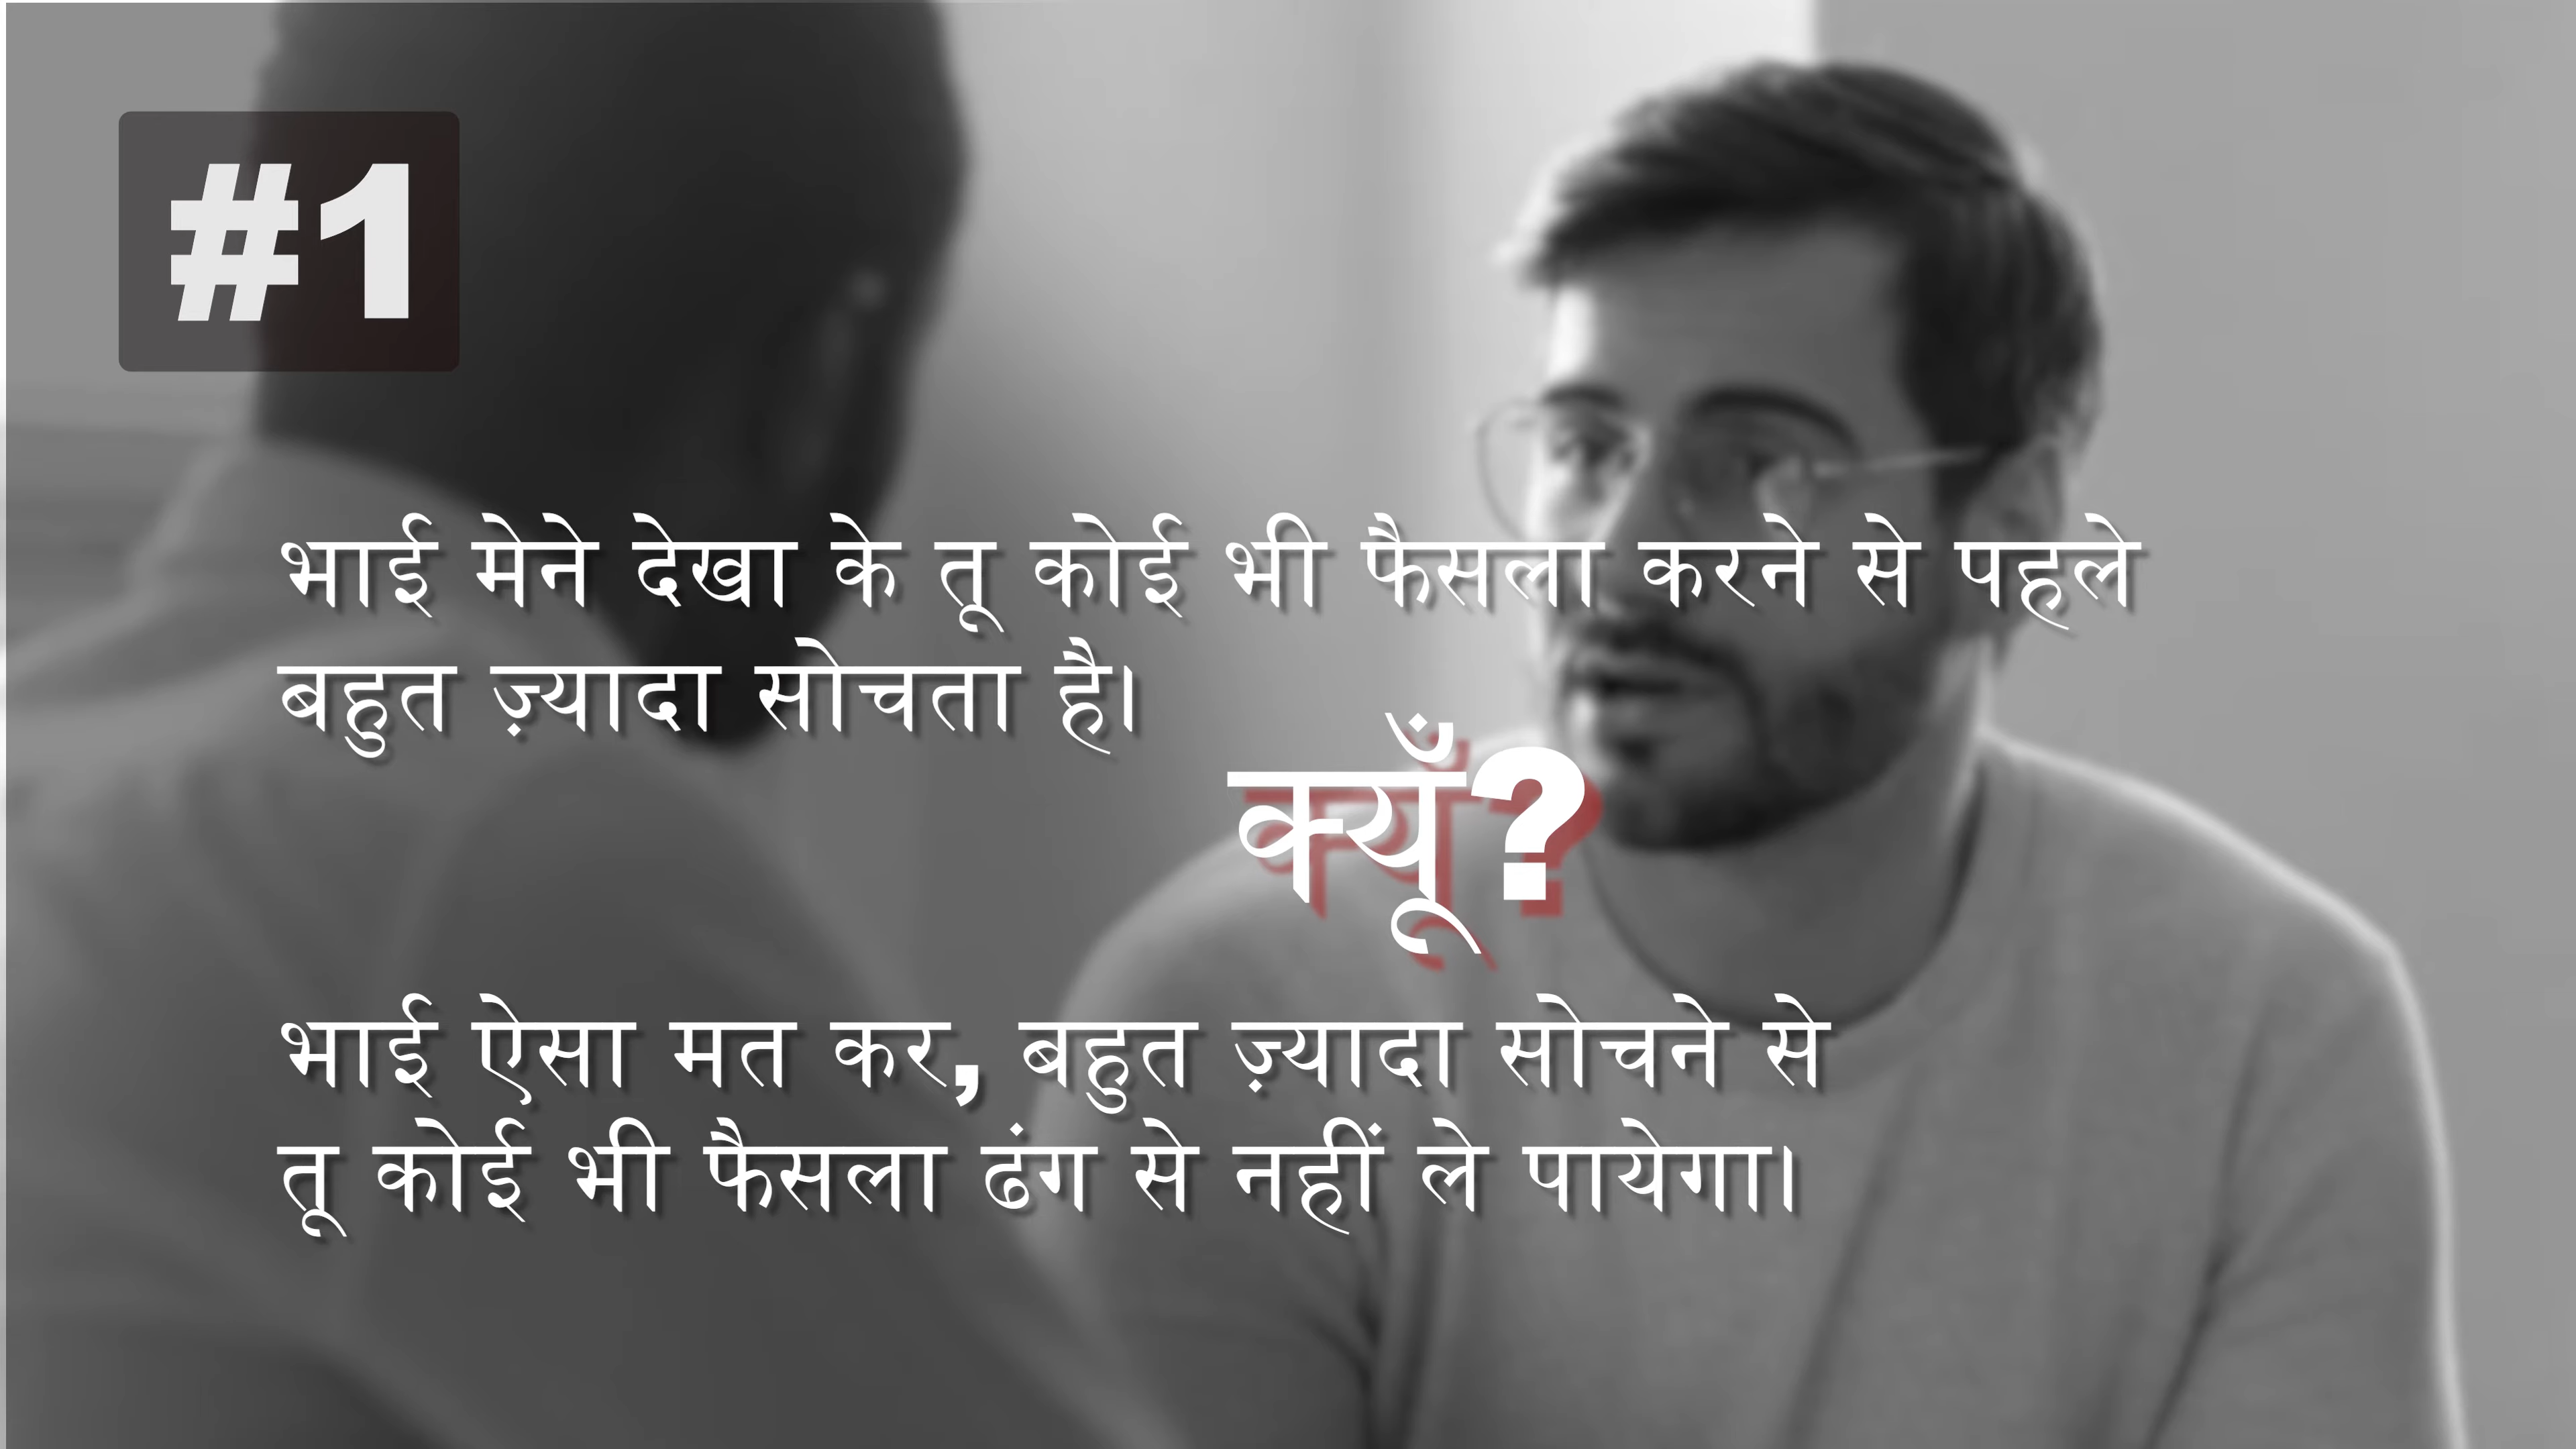 #1
भाई मेने देखा के तू कोई भी फैसला करने से पहले
बहुत ज़्यादा सोचता है।
क्यूँ?
भाई ऐसा मत कर, बहुत ज़्यादा सोचने से
तू कोई भी फैसला ढंग से नहीं ले पायेगा।